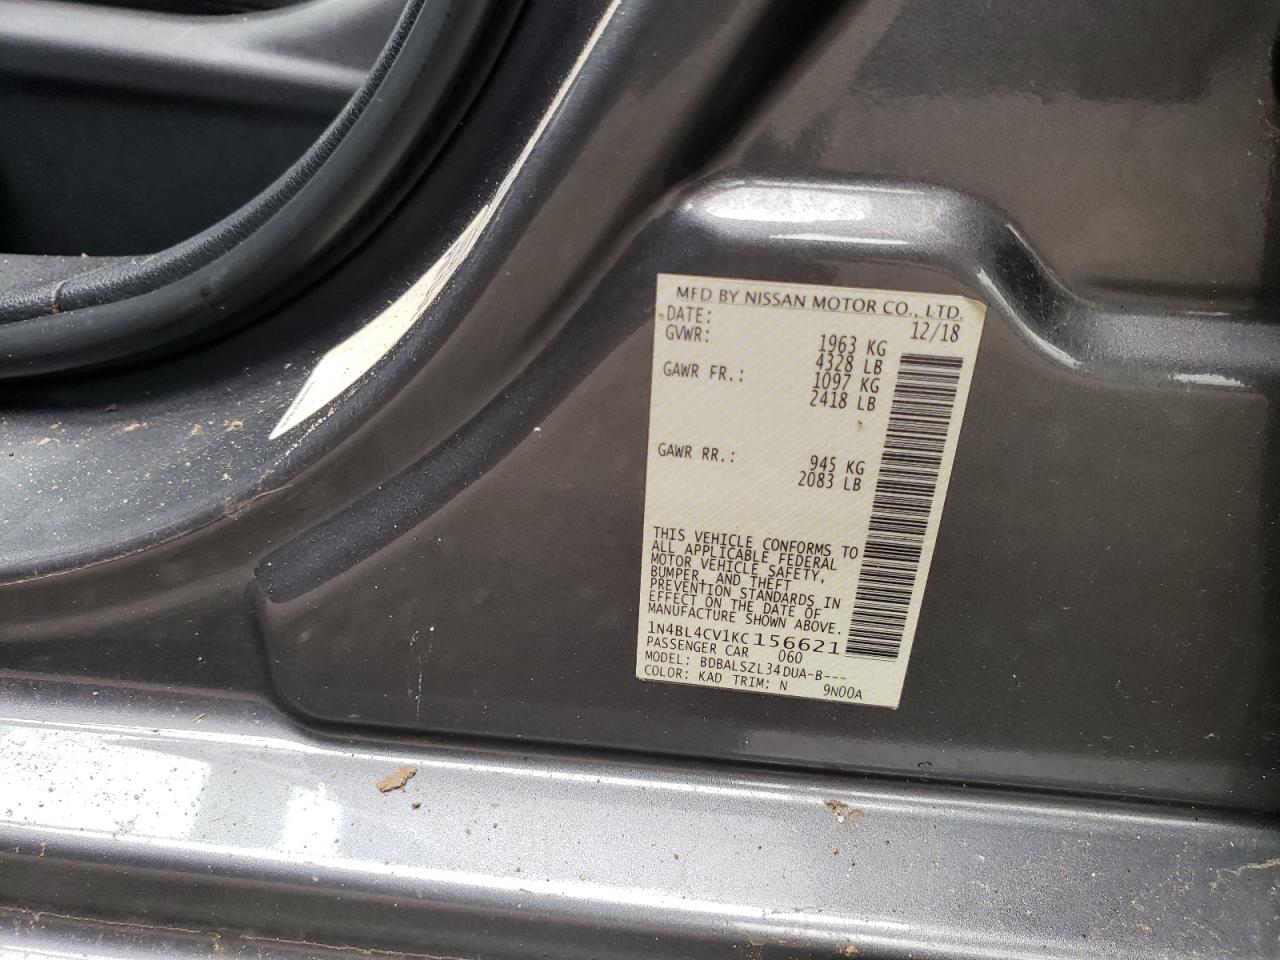 MFD BY NISSAN MOTOR CO., LTD.
DATE: 12/18
GVWR: 1963 KG
4328 LB
GAWR FR.: 1097 KG
2418 LB
GAWR RR.: 945 KG
2083 LB
THIS VEHICLE CONFORMS TO
ALL APPLICABLE FEDERAL
MOTOR VEHICLE SAFETY,
BUMPER, AND THEFT
PREVENTION STANDARDS IN
EFFECT ON THE DATE OF
MANUFACTURE SHOWN ABOVE.
1N4BL4CV1KC156621
PASSENGER CAR 060
MODEL: BDBALSZL34DUA-B---
COLOR: KAD TRIM: N 9N00A